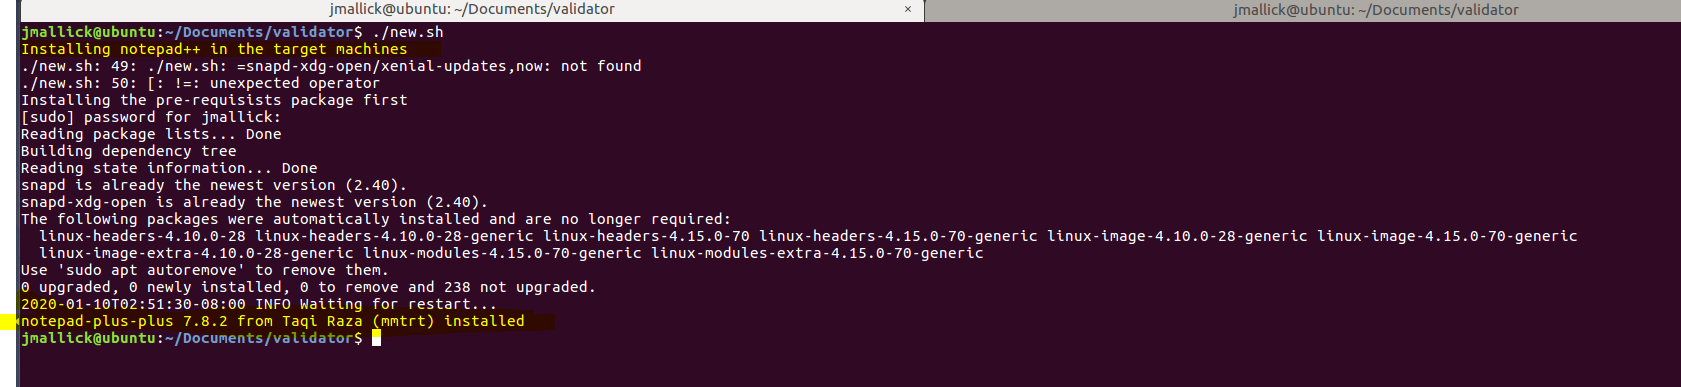 jmallick@ubuntu: ~/Documents/validator × jmallick@ubuntu: ~/Documents/validator
jmallick@ubuntu:~/Documents/validator$ ./new.sh
Installing notepad++ in the target machines
./new.sh: 49: ./new.sh: =snapd-xdg-open/xenial-updates,now: not found
./new.sh: 50: [: !=: unexpected operator
Installing the pre-requisists package first
[sudo] password for jmallick:
Reading package lists... Done
Building dependency tree
Reading state information... Done
snapd is already the newest version (2.40).
snapd-xdg-open is already the newest version (2.40).
The following packages were automatically installed and are no longer required:
  linux-headers-4.10.0-28 linux-headers-4.10.0-28-generic linux-headers-4.15.0-70 linux-headers-4.15.0-70-generic linux-image-4.10.0-28-generic linux-image-4.15.0-70-generic
  linux-image-extra-4.10.0-28-generic linux-modules-4.15.0-70-generic linux-modules-extra-4.15.0-70-generic
Use 'sudo apt autoremove' to remove them.
0 upgraded, 0 newly installed, 0 to remove and 238 not upgraded.
2020-01-10T02:51:30-08:00 INFO Waiting for restart...
notepad-plus-plus 7.8.2 from Taqi Raza (mmtrt) installed
jmallick@ubuntu:~/Documents/validator$